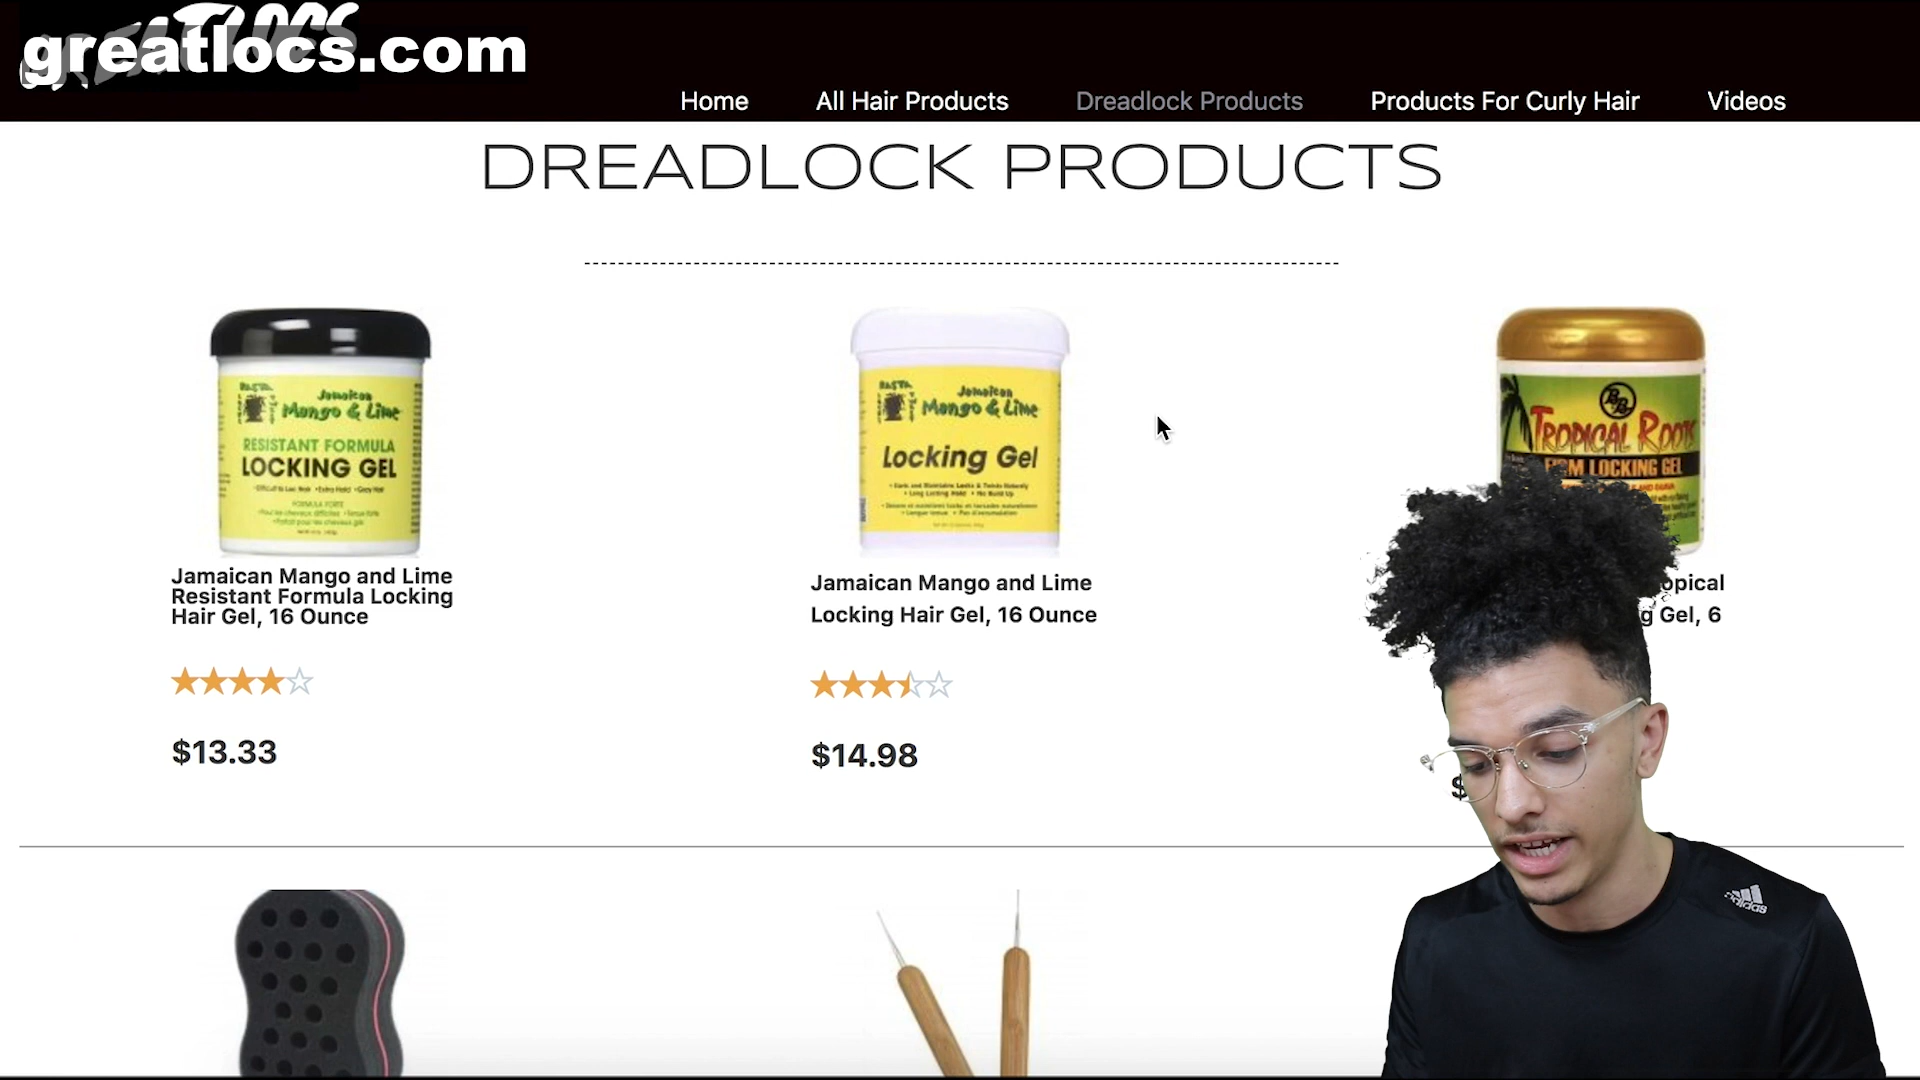 GREATLOCS
greatlocs.com
Home
All Hair Products
Dreadlock Products
Products For Curly Hair
Videos
DREADLOCK PRODUCTS
Jamaican
Mango & Lime
RESISTANT FORMULA
LOCKING GEL
Jamaican Mango and Lime
Resistant Formula Locking
Hair Gel, 16 Ounce
$13.33
Jamaican
Mango & Lime
Locking Gel
Jamaican Mango and Lime
Locking Hair Gel, 16 Ounce
$14.98
BB
TROPICAL ROOTS
LOCKING GEL
Gel, 6
$
adidas